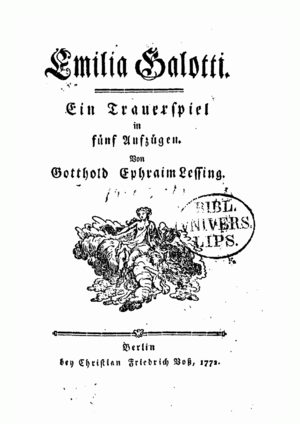 Emilia Galotti.
Ein Trauerspiel
in
fünf Aufzügen.
Von
Gotthold Ephraim Lessing.
BIBL.
VNIVERS.
LIPS.
Berlin
bey Christian Friedrich Voß, 1772.